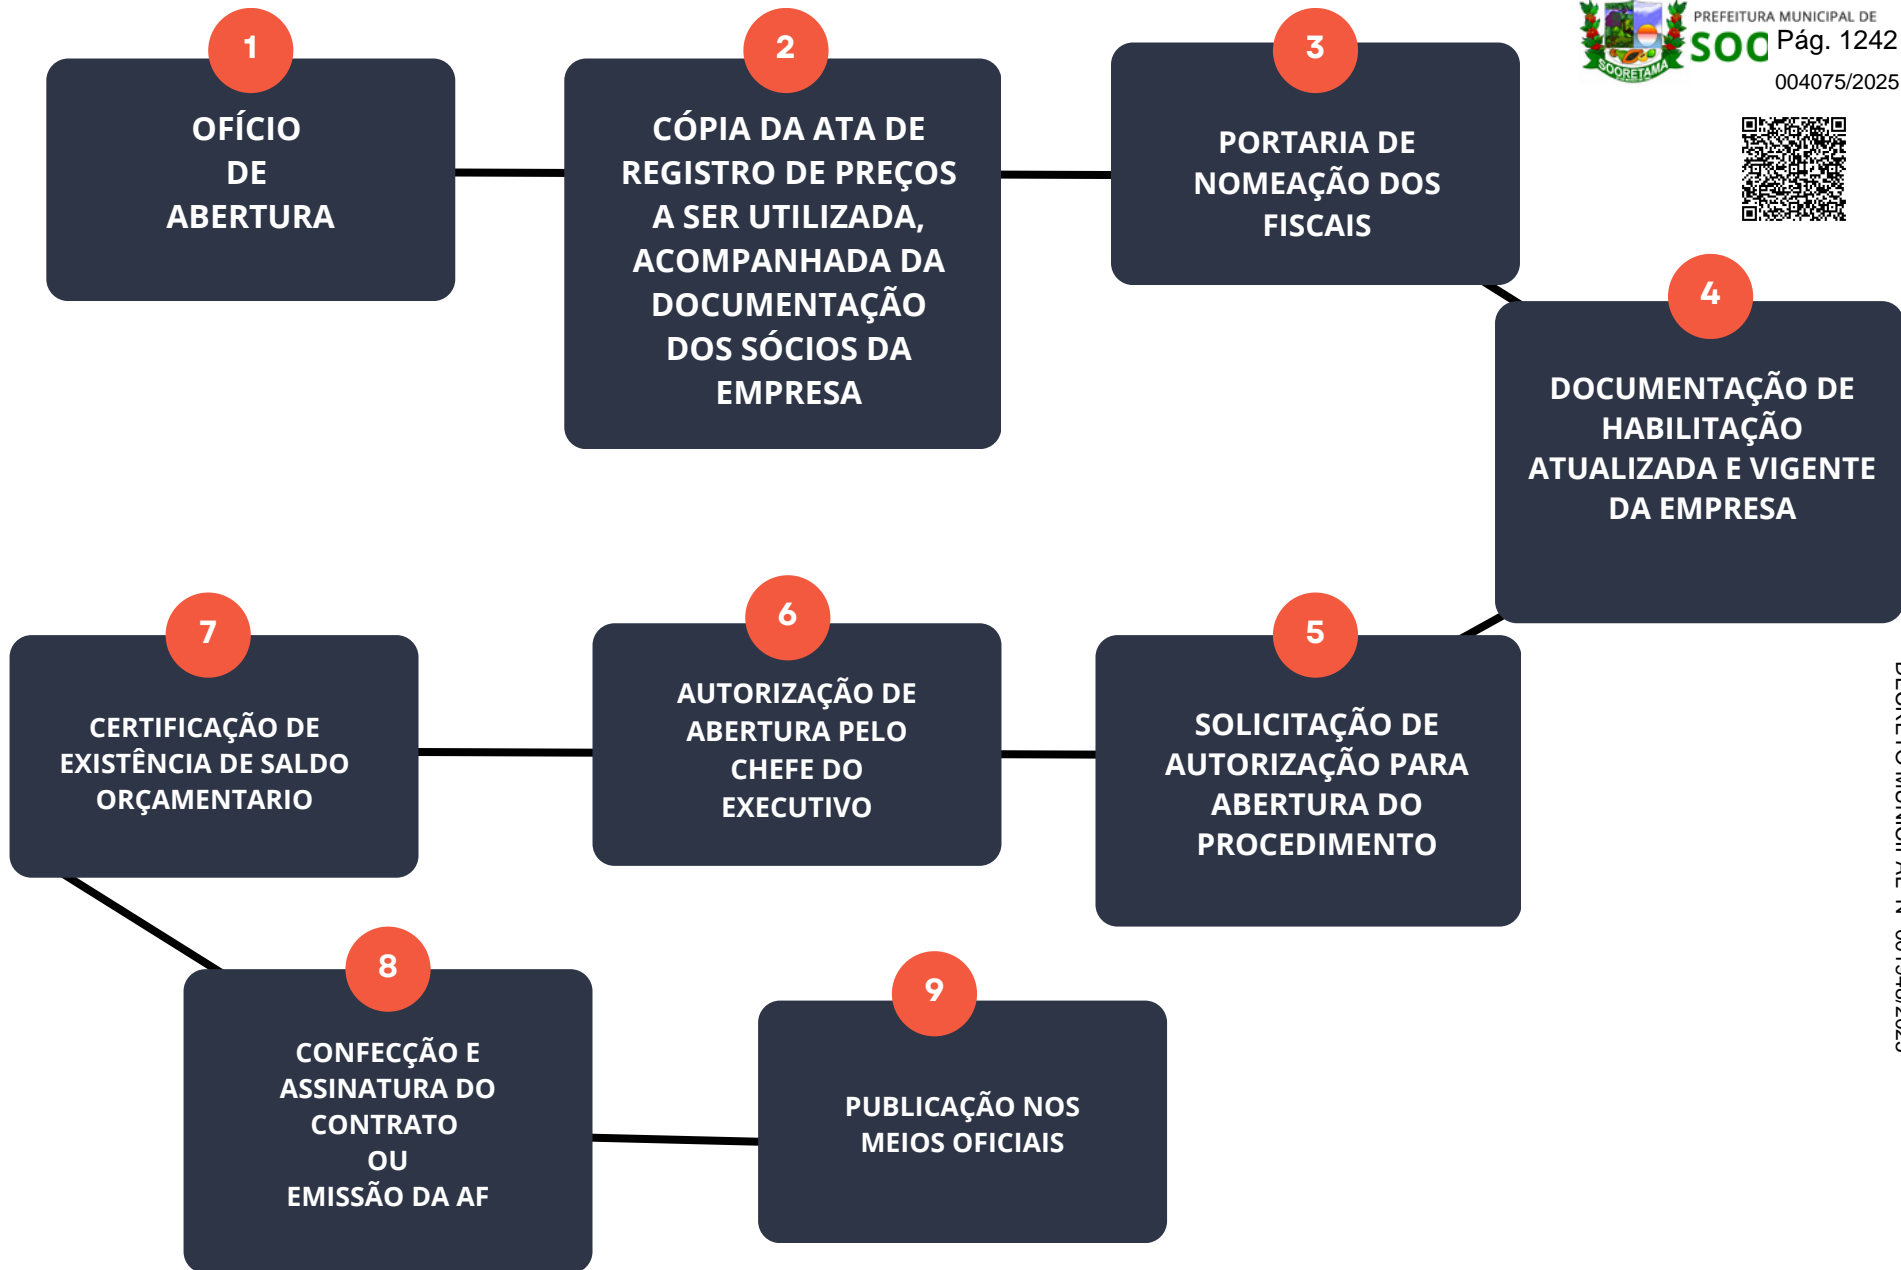 PREFEITURA MUNICIPAL DE
SOO
SOORETAMA
Pág. 1242
004075/2025
1
OFÍCIO
DE
ABERTURA
2
CÓPIA DA ATA DE
REGISTRO DE PREÇOS
A SER UTILIZADA,
ACOMPANHADA DA
DOCUMENTAÇÃO
DOS SÓCIOS DA
EMPRESA
3
PORTARIA DE
NOMEAÇÃO DOS
FISCAIS
4
DOCUMENTAÇÃO DE
HABILITAÇÃO
ATUALIZADA E VIGENTE
DA EMPRESA
5
SOLICITAÇÃO DE
AUTORIZAÇÃO PARA
ABERTURA DO
PROCEDIMENTO
6
AUTORIZAÇÃO DE
ABERTURA PELO
CHEFE DO
EXECUTIVO
7
CERTIFICAÇÃO DE
EXISTÊNCIA DE SALDO
ORÇAMENTARIO
8
CONFECÇÃO E
ASSINATURA DO
CONTRATO
OU
EMISSÃO DA AF
9
PUBLICAÇÃO NOS
MEIOS OFICIAIS